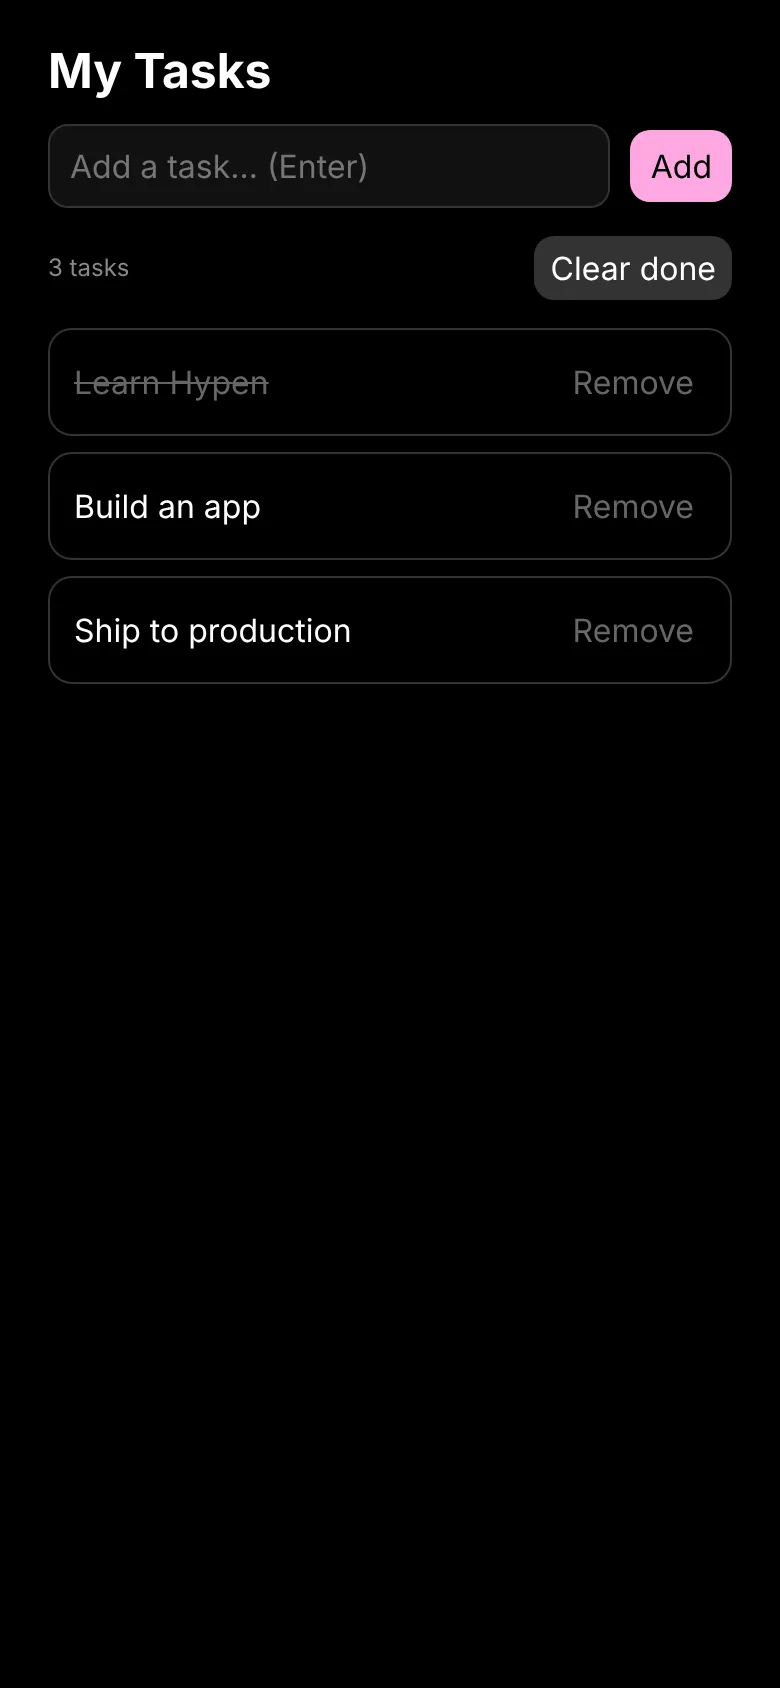 My Tasks
Add a task... (Enter)
Add
3 tasks
Clear done
Learn Hypen
Remove
Build an app
Remove
Ship to production
Remove